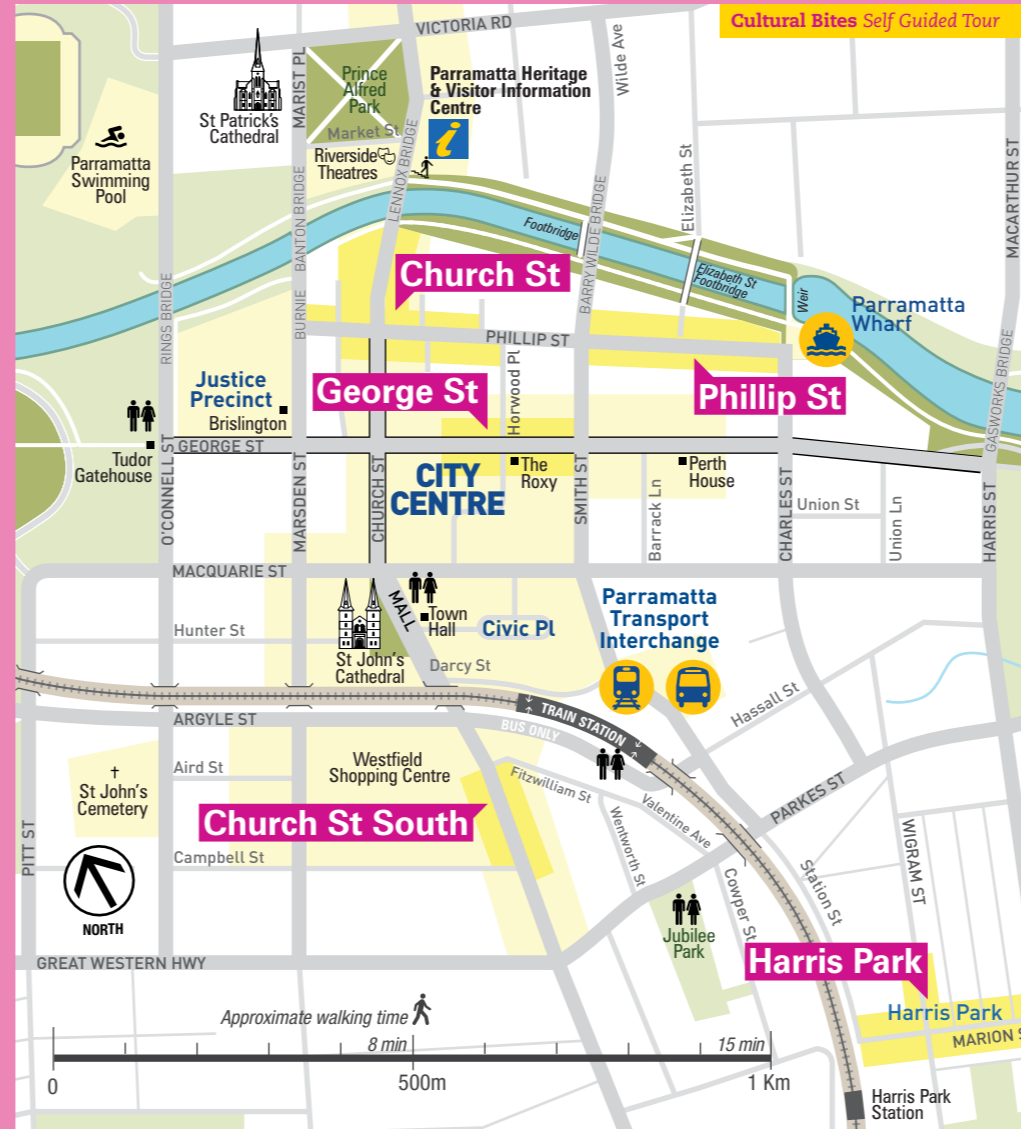 Cultural Bites Self Guided Tour
VICTORIA RD
Wilde Ave
MARIST PL
Prince
Alfred
Park
Parramatta Heritage
& Visitor Information
Centre
i
St Patrick's
Cathedral
Market St
Riverside
Theatres
LENNOX BRIDGE
Parramatta
Swimming
Pool
Elizabeth St
MACARTHUR ST
BURNIE BANTON BRIDGE
Footbridge
BARRY WILDE BRIDGE
Elizabeth St
Footbridge
Weir
Parramatta
Wharf
RINGS BRIDGE
Church St
PHILLIP ST
GASWORKS BRIDGE
Justice
Precinct
Brislington
George St
Horwood Pl
Phillip St
Tudor
Gatehouse
O'CONNELL ST
GEORGE ST
MARSDEN ST
CHURCH ST
CITY
CENTRE
The
Roxy
SMITH ST
Perth
House
Barrack Ln
CHARLES ST
Union St
Union Ln
HARRIS ST
MACQUARIE ST
MALL
Town
Hall
Civic Pl
Parramatta
Transport
Interchange
Hunter St
St John's
Cathedral
Darcy St
Hassall St
ARGYLE ST
TRAIN STATION
BUS ONLY
Westfield
Shopping Centre
Aird St
St John's
Cemetery
Fitzwilliam St
Valentine Ave
Wentworth St
PARKES ST
Church St South
PITT ST
Campbell St
WIGRAM ST
Station St
Cowper St
NORTH
Jubilee
Park
GREAT WESTERN HWY
Harris Park
Harris Park
MARION S
Approximate walking time
8 min
15 min
0
500m
1 Km
Harris Park
Station